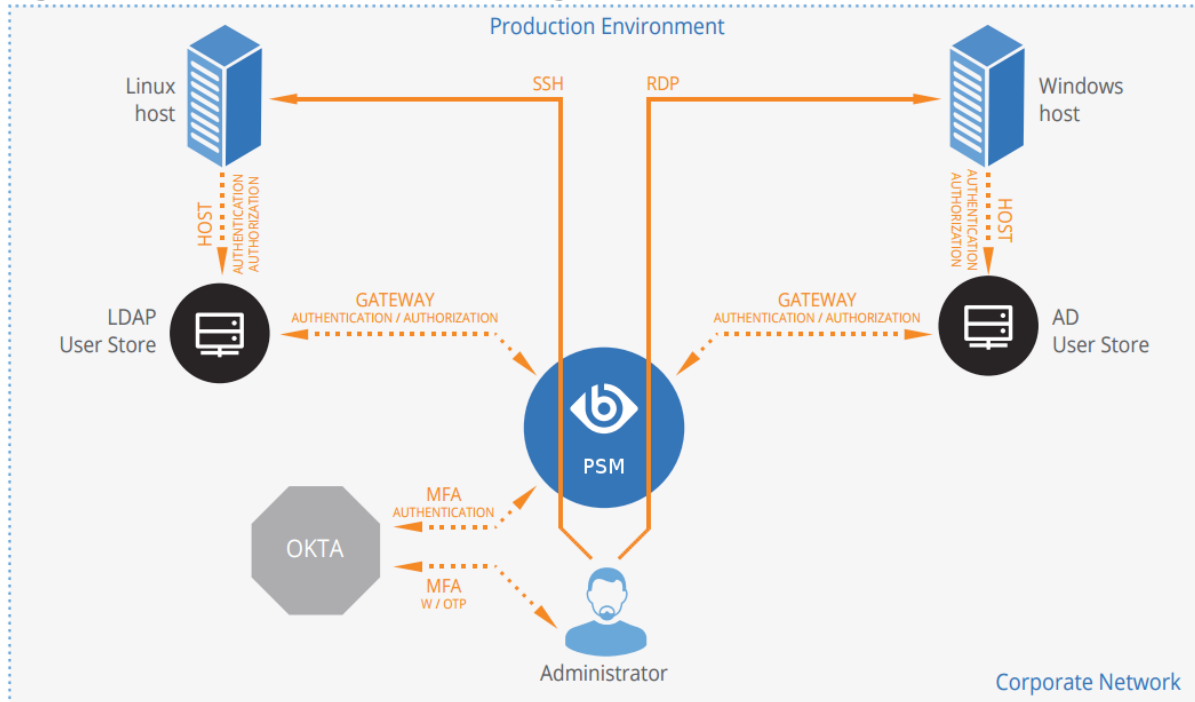 Production Environment
Linux
host
SSH
RDP
Windows
host
HOST
AUTHENTICATION
AUTHORIZATION
HOST
AUTHENTICATION
AUTHORIZATION
LDAP
User Store
GATEWAY
AUTHENTICATION / AUTHORIZATION
GATEWAY
AUTHENTICATION / AUTHORIZATION
AD
User Store
PSM
OKTA
MFA
AUTHENTICATION
MFA
W / OTP
Administrator
Corporate Network